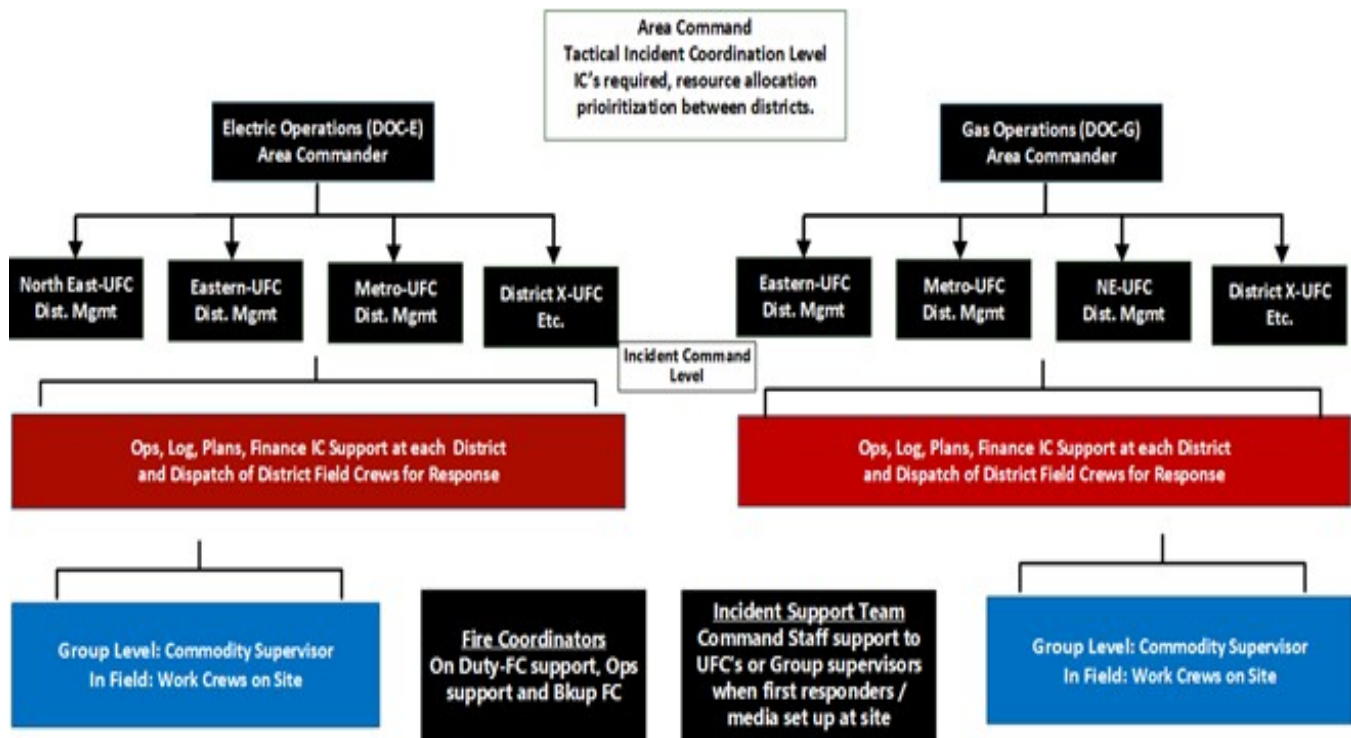 Area Command
Tactical Incident Coordination Level
IC's required, resource allocation
prioiritization between districts.
Electric Operations (DOC-E)
Area Commander
Gas Operations (DOC-G)
Area Commander
North East-UFC
Dist. Mgmt
Eastern-UFC
Dist. Mgmt
Metro-UFC
Dist. Mgmt
District X-UFC
Etc.
Eastern-UFC
Dist. Mgmt
Metro-UFC
Dist. Mgmt
NE-UFC
Dist. Mgmt
District X-UFC
Etc.
Incident Command
Level
Ops, Log, Plans, Finance IC Support at each District
and Dispatch of District Field Crews for Response
Ops, Log, Plans, Finance IC Support at each District
and Dispatch of District Field Crews for Response
Group Level: Commodity Supervisor
In Field: Work Crews on Site
Fire Coordinators
On Duty-FC support, Ops
support and Bkup FC
Incident Support Team
Command Staff support to
UFC's or Group supervisors
when first responders /
media set up at site
Group Level: Commodity Supervisor
In Field: Work Crews on Site